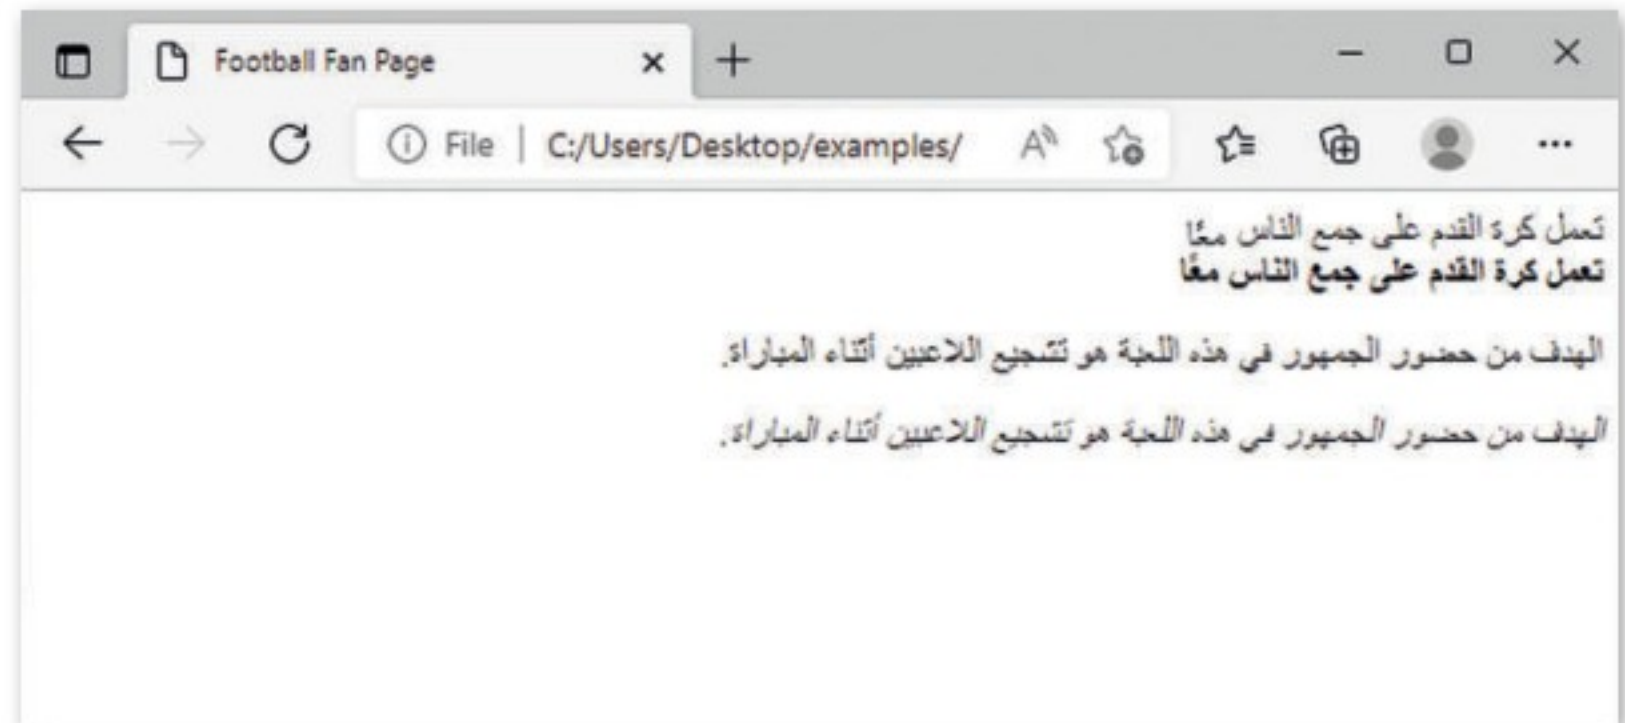 Football Fan Page
File | C:/Users/Desktop/examples/
تعمل كرة القدم على جمع الناس معًا
تعمل كرة القدم على جمع الناس معًا
الهدف من حضور الجمهور في هذه اللعبة هو تشجيع اللاعبين أثناء المباراة.
الهدف من حضور الجمهور في هذه اللعبة هو تشجيع اللاعبين أثناء المباراة.